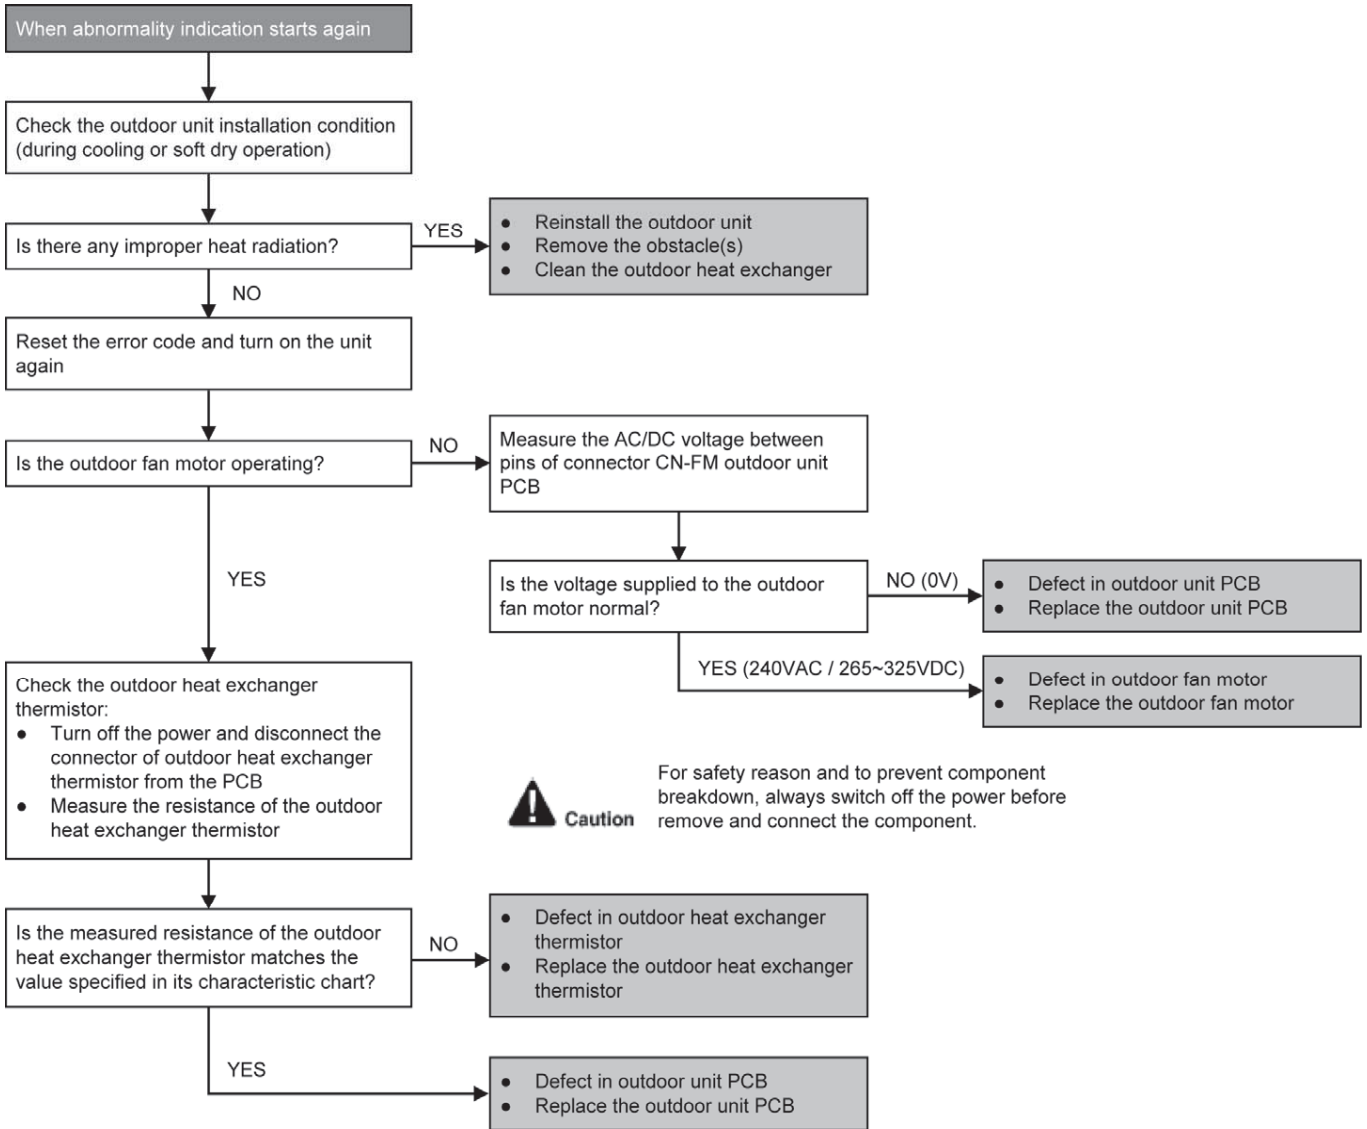 When abnormality indication starts again
Check the outdoor unit installation condition
(during cooling or soft dry operation)
Is there any improper heat radiation?
YES
● Reinstall the outdoor unit
● Remove the obstacle(s)
● Clean the outdoor heat exchanger
NO
Reset the error code and turn on the unit
again
Is the outdoor fan motor operating?
NO
Measure the AC/DC voltage between
pins of connector CN-FM outdoor unit
PCB
YES
Is the voltage supplied to the outdoor
fan motor normal?
NO (0V)
● Defect in outdoor unit PCB
● Replace the outdoor unit PCB
YES (240VAC / 265~325VDC)
● Defect in outdoor fan motor
● Replace the outdoor fan motor
Check the outdoor heat exchanger
thermistor:
● Turn off the power and disconnect the
connector of outdoor heat exchanger
thermistor from the PCB
● Measure the resistance of the outdoor
heat exchanger thermistor
Caution
For safety reason and to prevent component
breakdown, always switch off the power before
remove and connect the component.
Is the measured resistance of the outdoor
heat exchanger thermistor matches the
value specified in its characteristic chart?
NO
● Defect in outdoor heat exchanger
thermistor
● Replace the outdoor heat exchanger
thermistor
YES
● Defect in outdoor unit PCB
● Replace the outdoor unit PCB